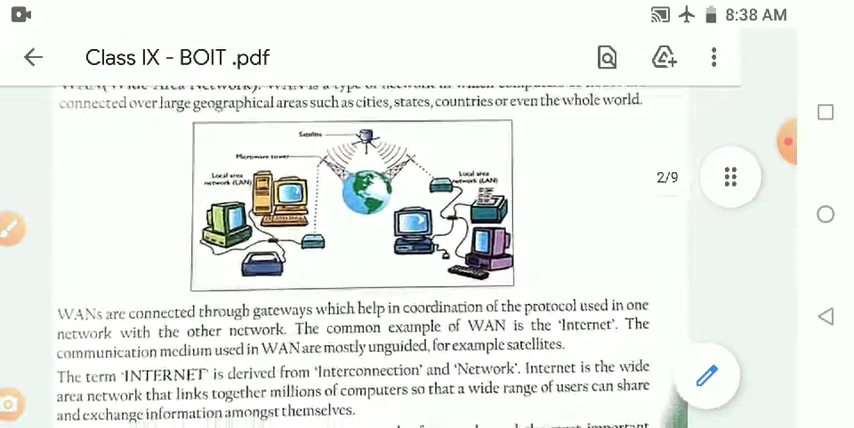 8:38 AM
Class IX - BOIT .pdf
connected over large geographical areas such as cities, states, countries or even the whole world.
Satellite
Microwave tower
Local area
network (LAN)
Local area
network (LAN)
2/9
WANs are connected through gateways which help in coordination of the protocol used in one
network with the other network. The common example of WAN is the 'Internet'. The
communication medium used in WAN are mostly unguided, for example satellites.
The term 'INTERNET' is derived from 'Interconnection' and 'Network'. Internet is the wide
area network that links together millions of computers so that a wide range of users can share
and exchange information amongst themselves.